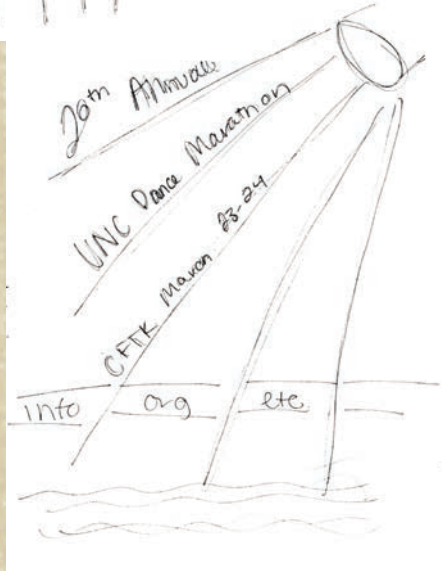 20th Annual
UNC Dance Marathon
CFTK March 23-24
info org etc